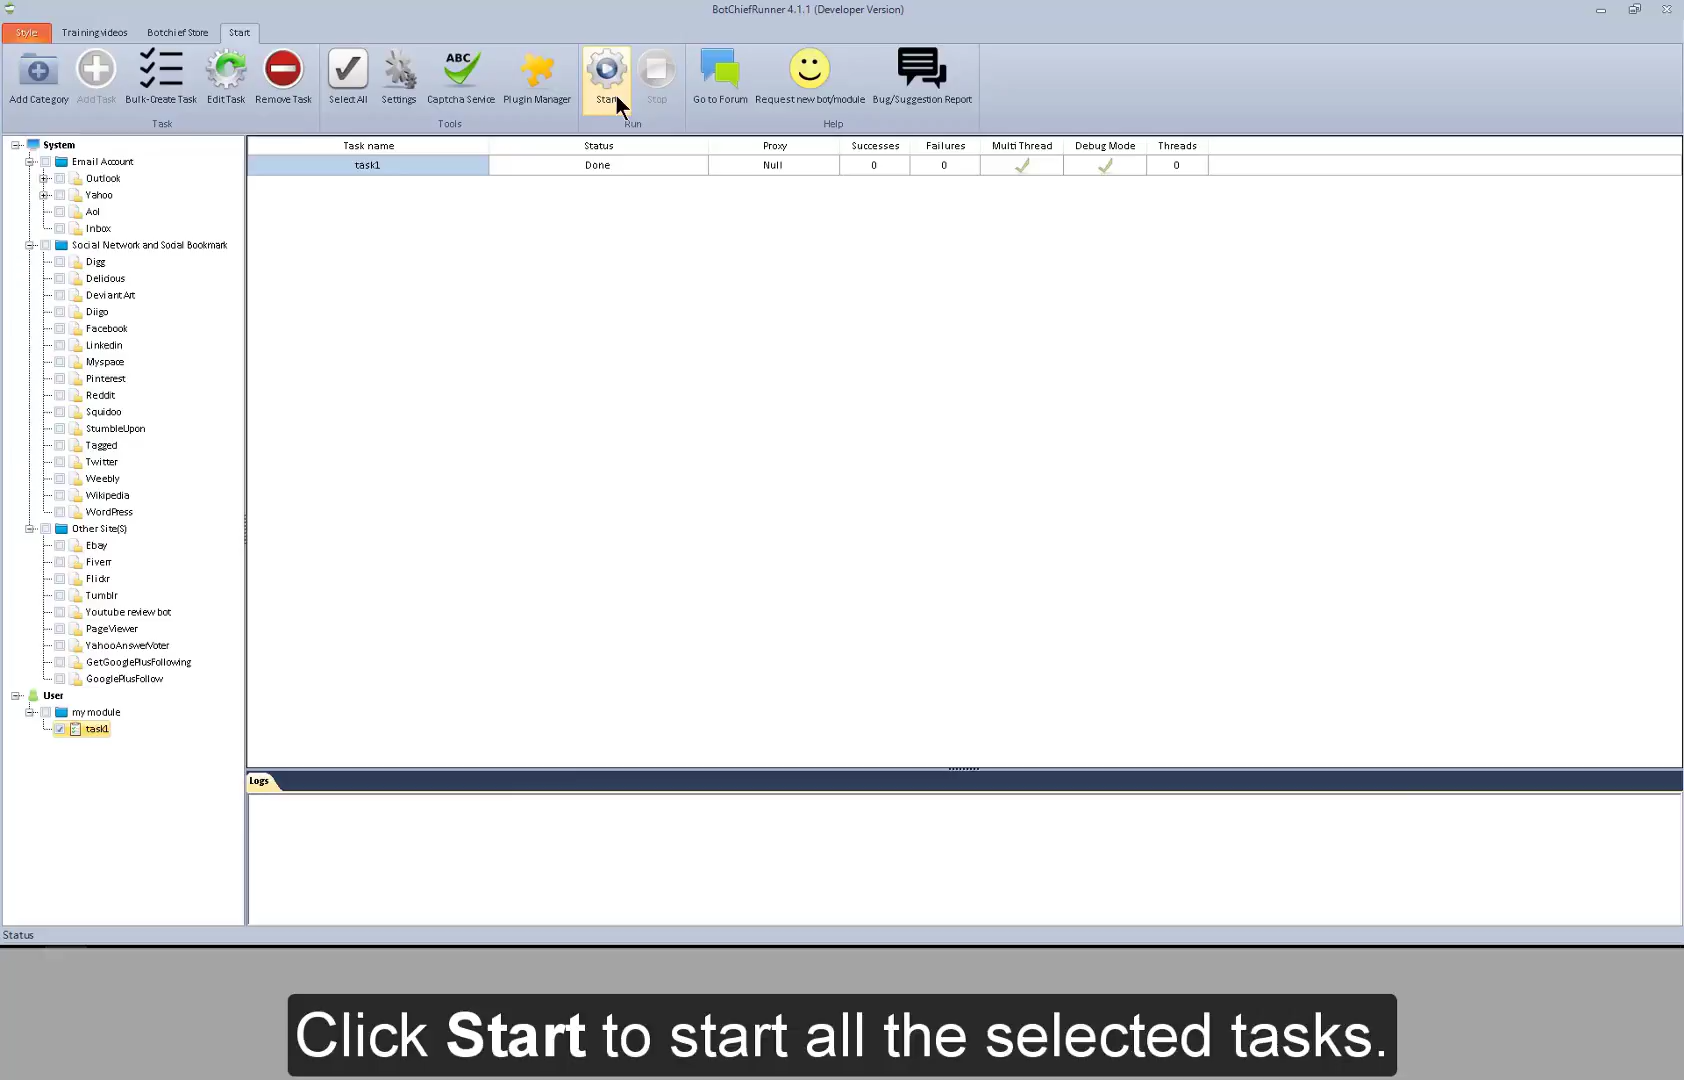 BotChiefRunner 4.1.1 (Developer Version)
Style
Training videos
Botchief Store
Start
Add Category
Add Task
Bulk-Create Task
Edit Task
Remove Task
Select All
Settings
ABC
Captcha Service
Plugin Manager
Start
Stop
Go to Forum
Request new bot/module
Bug/Suggestion Report
Task
Tools
Run
Help
System
Email Account
Outlook
Yahoo
Aol
Inbox
Social Network and Social Bookmark
Digg
Delicious
DeviantArt
Diigo
Facebook
Linkedin
Myspace
Pinterest
Reddit
Squidoo
StumbleUpon
Tagged
Twitter
Weebly
Wikipedia
WordPress
Other Site(S)
Ebay
Fiverr
Flickr
Tumblr
Youtube review bot
PageViewer
YahooAnswerVoter
GetGooglePlusFollowing
GooglePlusFollow
User
my module
task1
Task name Status Proxy Successes Failures Multi Thread Debug Mode Threads
task1 Done Null 0 0 0
Logs
Status
Click Start to start all the selected tasks.